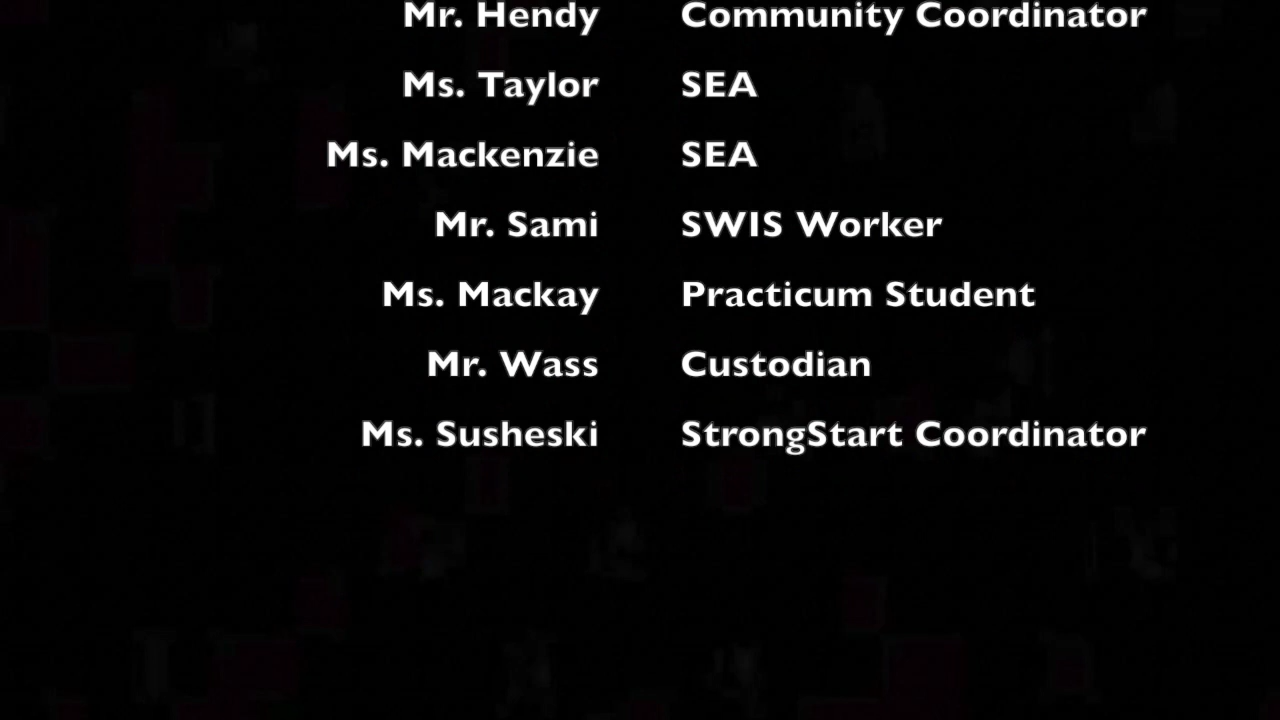 Mr. Hendy Community Coordinator
Ms. Taylor SEA
Ms. Mackenzie SEA
Mr. Sami SWIS Worker
Ms. Mackay Practicum Student
Mr. Wass Custodian
Ms. Susheski StrongStart Coordinator